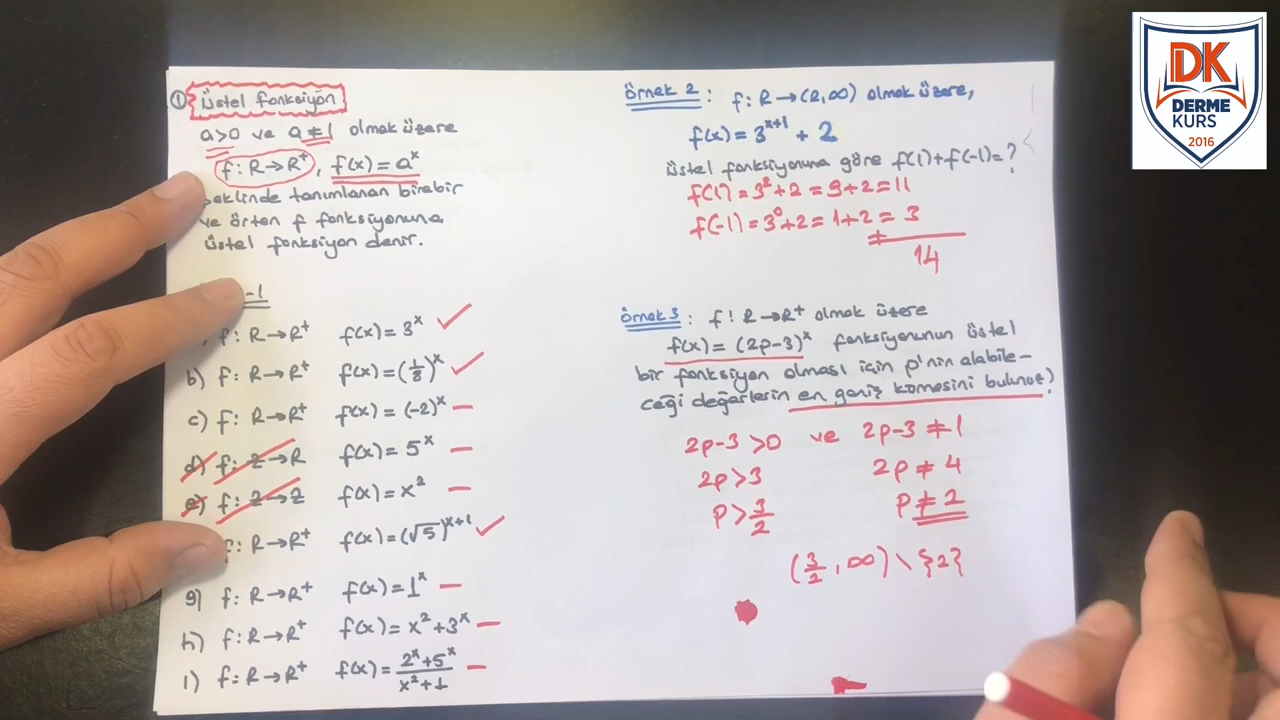 ① Üstel fonksiyon
a>0 ve a≠1 olmak üzere
f: R→R⁺, f(x)=aˣ
şeklinde tanımlanan birebir
ve örten f fonksiyonuna
üstel fonksiyon denir.
-1
f: R→R⁺ f(x)=3ˣ ✓
b) f: R→R⁺ f(x)=(1/8)ˣ ✓
c) f: R→R⁺ f(x)=(-2)ˣ —
d) f: Z→R f(x)=5ˣ —
e) f: Z→Z f(x)=x² —
f: R→R⁺ f(x)=(√5)ˣ⁺¹ ✓
g) f: R→R⁺ f(x)=1ˣ —
h) f: R→R⁺ f(x)=x²+3ˣ —
ı) f: R→R⁺ f(x)=(2ˣ+5ˣ)/(x²+1) —
Örnek 2: f: R→(2,∞) olmak üzere,
f(x)=3ˣ⁺¹ + 2
üstel fonksiyonuna göre f(1)+f(-1)=?
f(1)=3²+2=9+2=11
f(-1)=3⁰+2=1+2=3
+
14
Örnek 3: f: R→R⁺ olmak üzere
f(x)=(2p-3)ˣ fonksiyonunun üstel
bir fonksiyon olması için p'nin alabile-
ceği değerlerin en geniş kümesini bulunuz?
2p-3>0 ve 2p-3≠1
2p>3 2p≠4
p>3/2 p≠2
(3/2, ∞) \ {2}
DK
DERME
KURS
2016